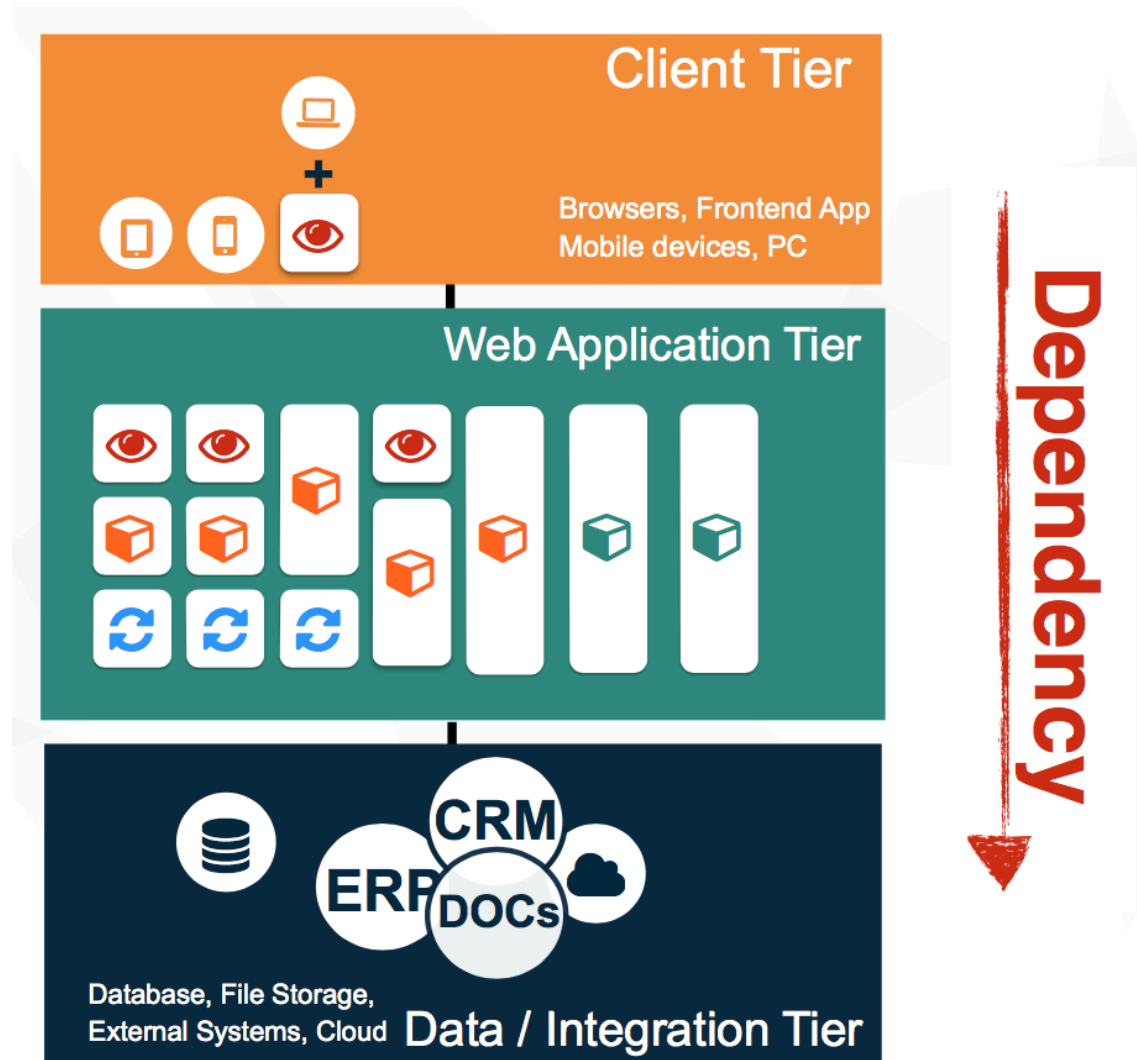 Client Tier
Browsers, Frontend App
Mobile devices, PC
Web Application Tier
Dependency
CRM
ERP
DOCs
Database, File Storage,
External Systems, Cloud
Data / Integration Tier